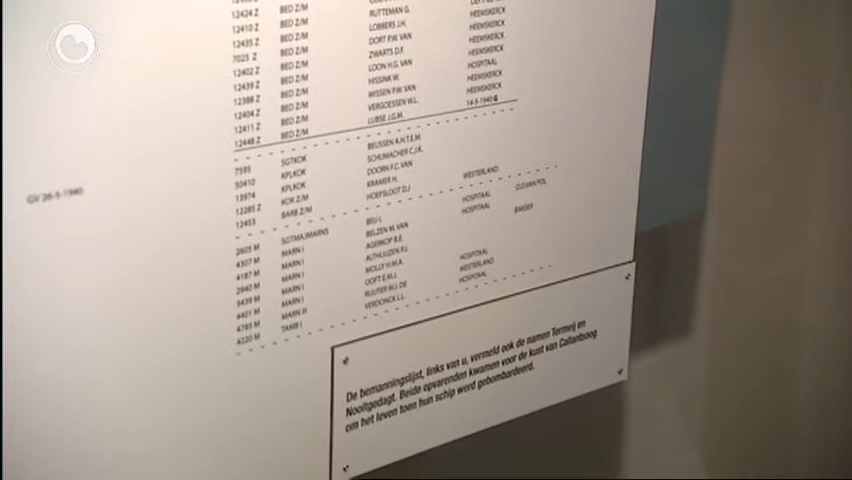 12424 Z BED Z/M RUTTEMAN G.
12410 Z BED Z/M LOBBERS J.H. HEEMSKERCK
12435 Z BED Z/M DORT P.W. VAN HEEMSKERCK
7025 Z BED Z/M ZWARTS D.F. HEEMSKERCK
12402 Z BED Z/M LOON H.G. VAN HOSPITAAL
12439 Z BED Z/M HISSINK W. HEEMSKERCK
12388 Z BED Z/M WISSEN P.W. VAN HEEMSKERCK
12404 Z BED Z/M VERGOESSEN W.L. 14-5-1940 G
12411 Z BED Z/M LUBSE J.G.M.
12448 Z BED Z/M
7595 SGTKOK BEUSSEN A.H.T.E.M.
50410 KPLKOK SCHUMACHER C.J.K.
13974 KPLKOK DOORN F.C. VAN
12285 Z KOK Z/M KRAMER H. WESTERLAND
12453 BARB Z/M HOEFSLOOT D.J
GV 26-5-1940
2605 M SGTMAJMARNS BEIJ I. HOSPITAAL O.O.VAN POL
4307 M MARN I BELZEN M. VAN HOSPITAAL
4187 M MARN I AGERKOP B.E. BAKSER
2940 M MARN I ALTHUIZEN P.J.
3439 M MARN I MOLLY H.M.A. HOSPITAAL
4401 M MARN I OOFT E.M.J. WESTERLAND
4785 M MARN III RUIJTER W.J. DE HOSPITAAL
4220 M TAMB I VERDONCK L.L.
De bemanningslijst, links van u, vermeld ook de namen Termeij en
Nooitgedagt. Beide opvarenden kwamen voor de kust van Callantsoog
om het leven toen hun schip werd gebombardeerd.